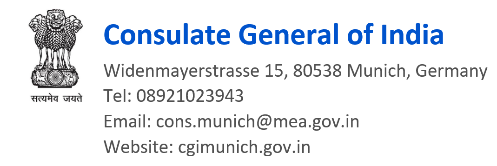 Consulate General of India
Widenmayerstrasse 15, 80538 Munich, Germany
Tel: 08921023943
Email: cons.munich@mea.gov.in
Website: cgimunich.gov.in
सत्यमेव जयते